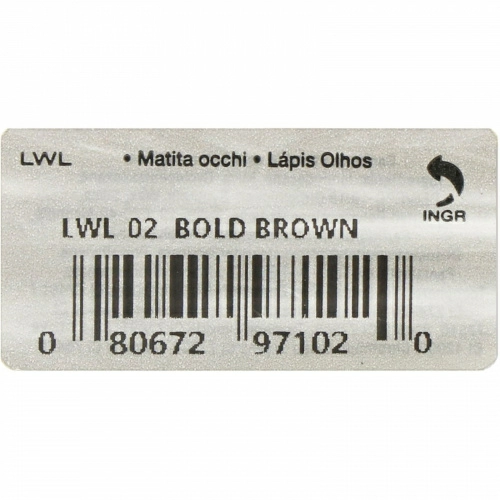 LWL • Matita occhi • Lápis Olhos
INGR
LWL 02 BOLD BROWN
0 80672 97102 0